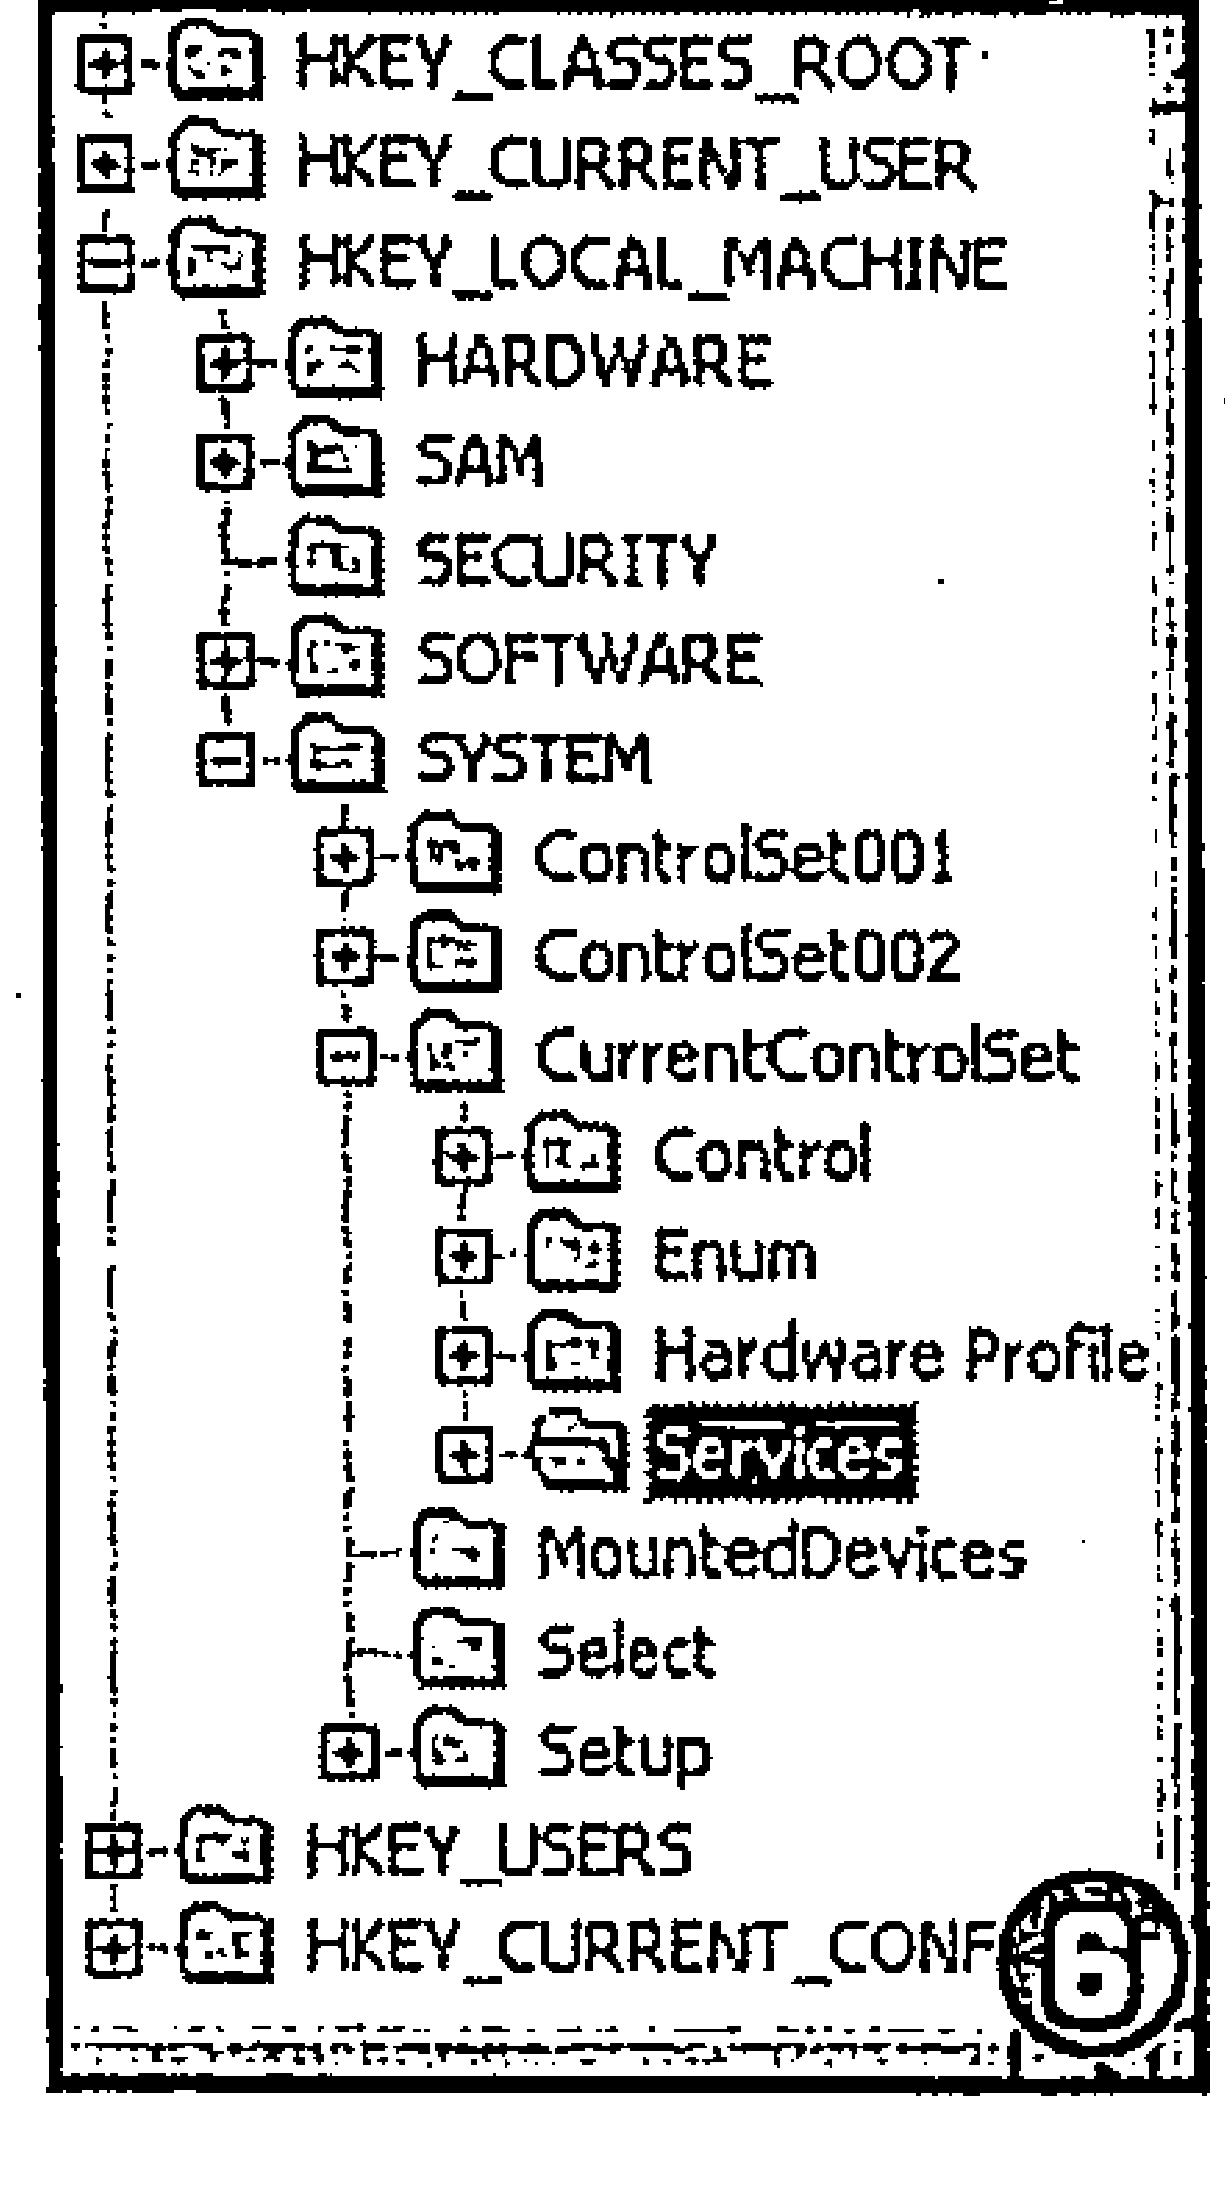 HKEY_CLASSES_ROOT
HKEY_CURRENT_USER
HKEY_LOCAL_MACHINE
HARDWARE
SAM
SECURITY
SOFTWARE
SYSTEM
ControlSet001
ControlSet002
CurrentControlSet
Control
Enum
Hardware Profile
Services
MountedDevices
Select
Setup
HKEY_USERS
HKEY_CURRENT_CONF
6